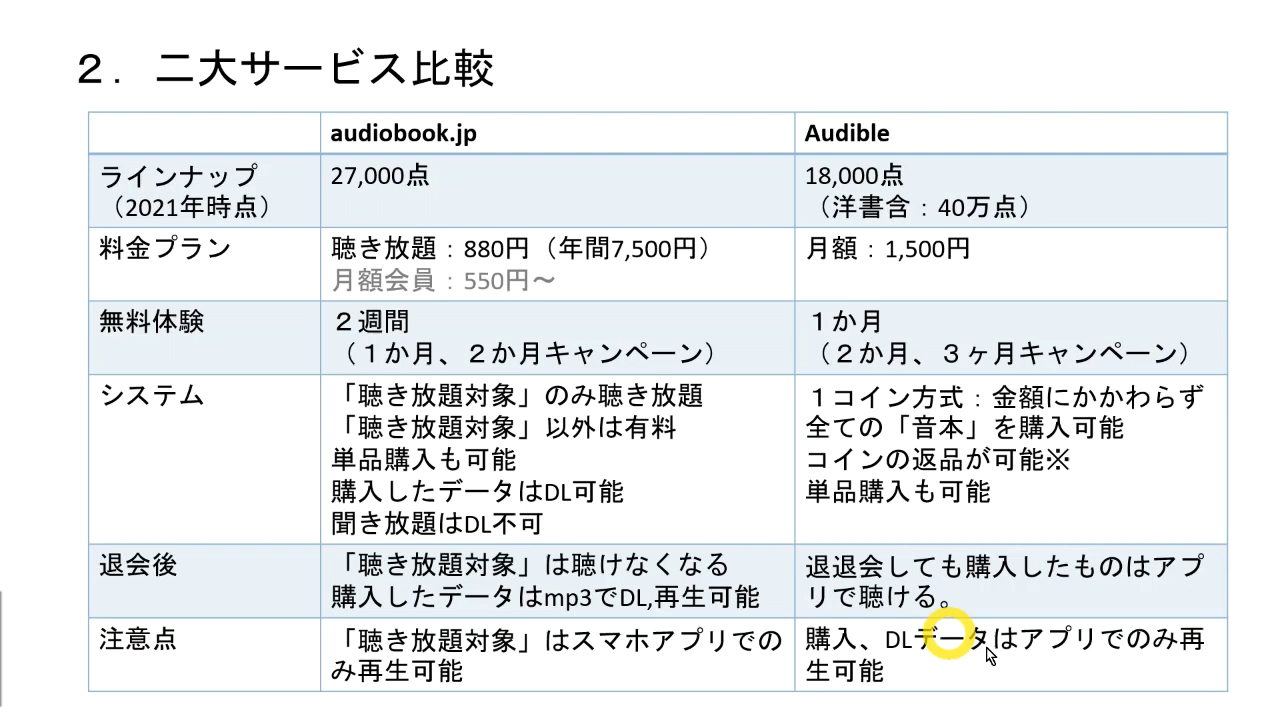 ２．二大サービス比較
audiobook.jp
Audible
ラインナップ
（2021年時点）
27,000点
18,000点
（洋書含：40万点）
料金プラン
聴き放題：880円（年間7,500円）
月額会員：550円～
月額：1,500円
無料体験
２週間
（１か月、２か月キャンペーン）
１か月
（２か月、３ヶ月キャンペーン）
システム
「聴き放題対象」のみ聴き放題
「聴き放題対象」以外は有料
単品購入も可能
購入したデータはDL可能
聞き放題はDL不可
１コイン方式：金額にかかわらず
全ての「音本」を購入可能
コインの返品が可能※
単品購入も可能
退会後
「聴き放題対象」は聴けなくなる
購入したデータはmp3でDL,再生可能
退退会しても購入したものはアプ
リで聴ける。
注意点
「聴き放題対象」はスマホアプリでの
み再生可能
購入、DLデータはアプリでのみ再
生可能